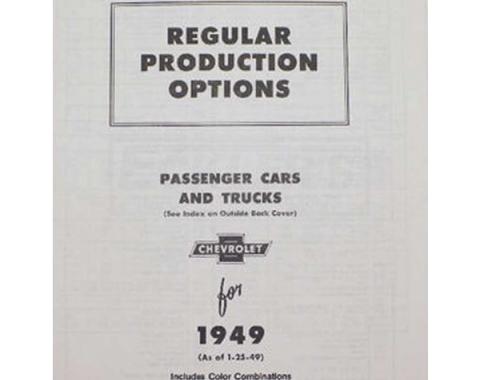 REGULAR
PRODUCTION
OPTIONS
PASSENGER CARS
AND TRUCKS
(See Index on Outside Back Cover)
CHEVROLET
for
1949
(As of 1-25-49)
Includes Color Combinations